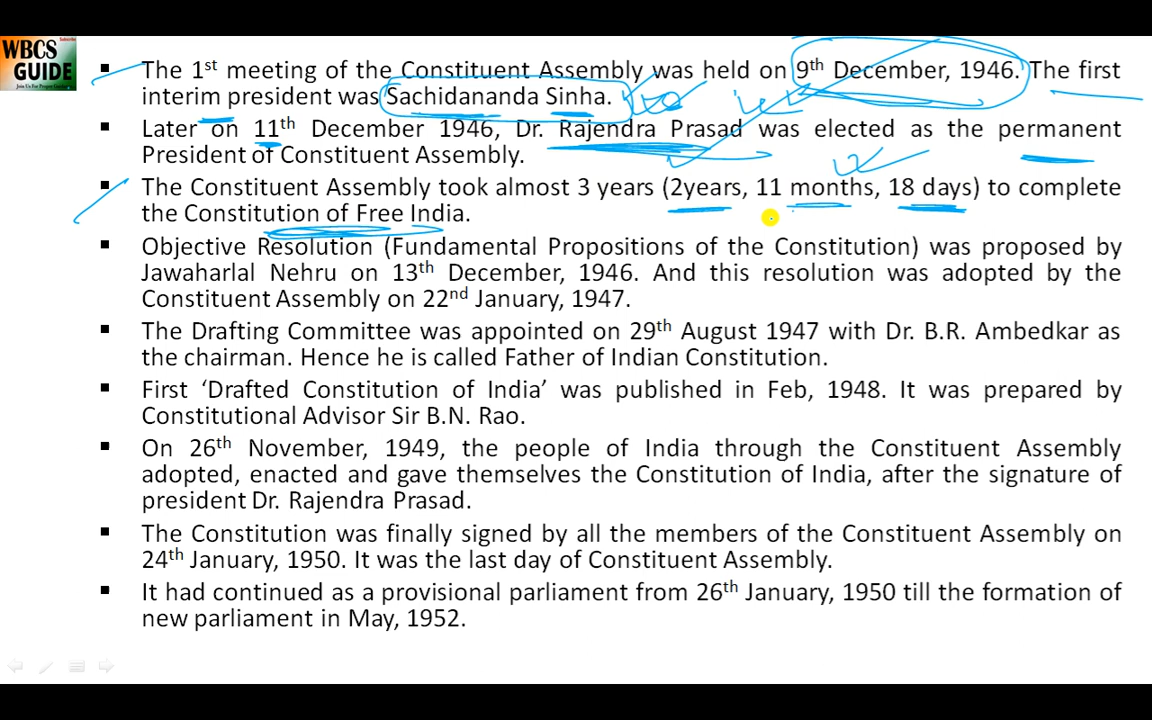 Subscribe
WBCS
GUIDE
▪ The 1st meeting of the Constituent Assembly was held on 9th December, 1946. The first
interim president was Sachidananda Sinha.
▪ Later on 11th December 1946, Dr. Rajendra Prasad was elected as the permanent
President of Constituent Assembly.
▪ The Constituent Assembly took almost 3 years (2years, 11 months, 18 days) to complete
the Constitution of Free India.
▪ Objective Resolution (Fundamental Propositions of the Constitution) was proposed by
Jawaharlal Nehru on 13th December, 1946. And this resolution was adopted by the
Constituent Assembly on 22nd January, 1947.
▪ The Drafting Committee was appointed on 29th August 1947 with Dr. B.R. Ambedkar as
the chairman. Hence he is called Father of Indian Constitution.
▪ First ‘Drafted Constitution of India’ was published in Feb, 1948. It was prepared by
Constitutional Advisor Sir B.N. Rao.
▪ On 26th November, 1949, the people of India through the Constituent Assembly
adopted, enacted and gave themselves the Constitution of India, after the signature of
president Dr. Rajendra Prasad.
▪ The Constitution was finally signed by all the members of the Constituent Assembly on
24th January, 1950. It was the last day of Constituent Assembly.
▪ It had continued as a provisional parliament from 26th January, 1950 till the formation of
new parliament in May, 1952.